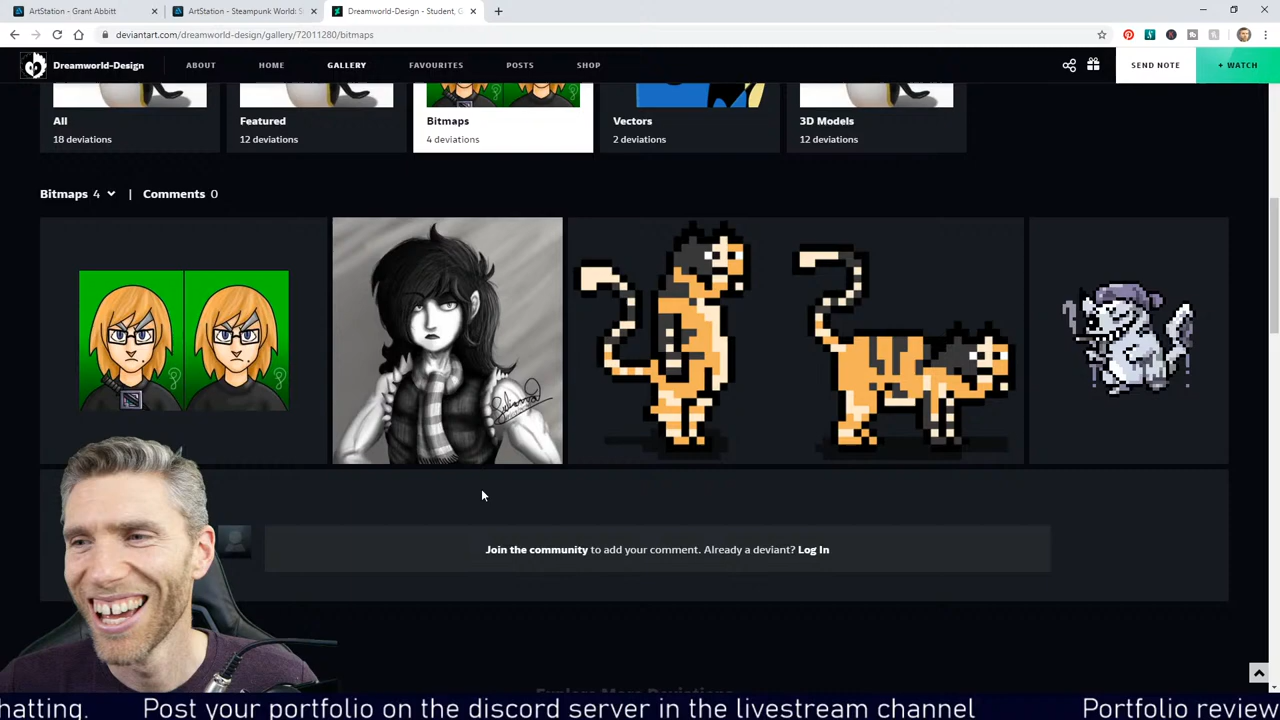 ArtStation - Grant Abbitt
ArtStation - Steampunk World: S
Dreamworld-Design - Student, G
deviantart.com/dreamworld-design/gallery/72011280/bitmaps
Dreamworld-Design
ABOUT
HOME
GALLERY
FAVOURITES
POSTS
SHOP
SEND NOTE
+ WATCH
All
18 deviations
Featured
12 deviations
Bitmaps
4 deviations
Vectors
2 deviations
3D Models
12 deviations
Bitmaps 4 | Comments 0
Join the community to add your comment. Already a deviant? Log In
Explore More Deviations
hatting. Post your portfolio on the discord server in the livestream channel Portfolio review